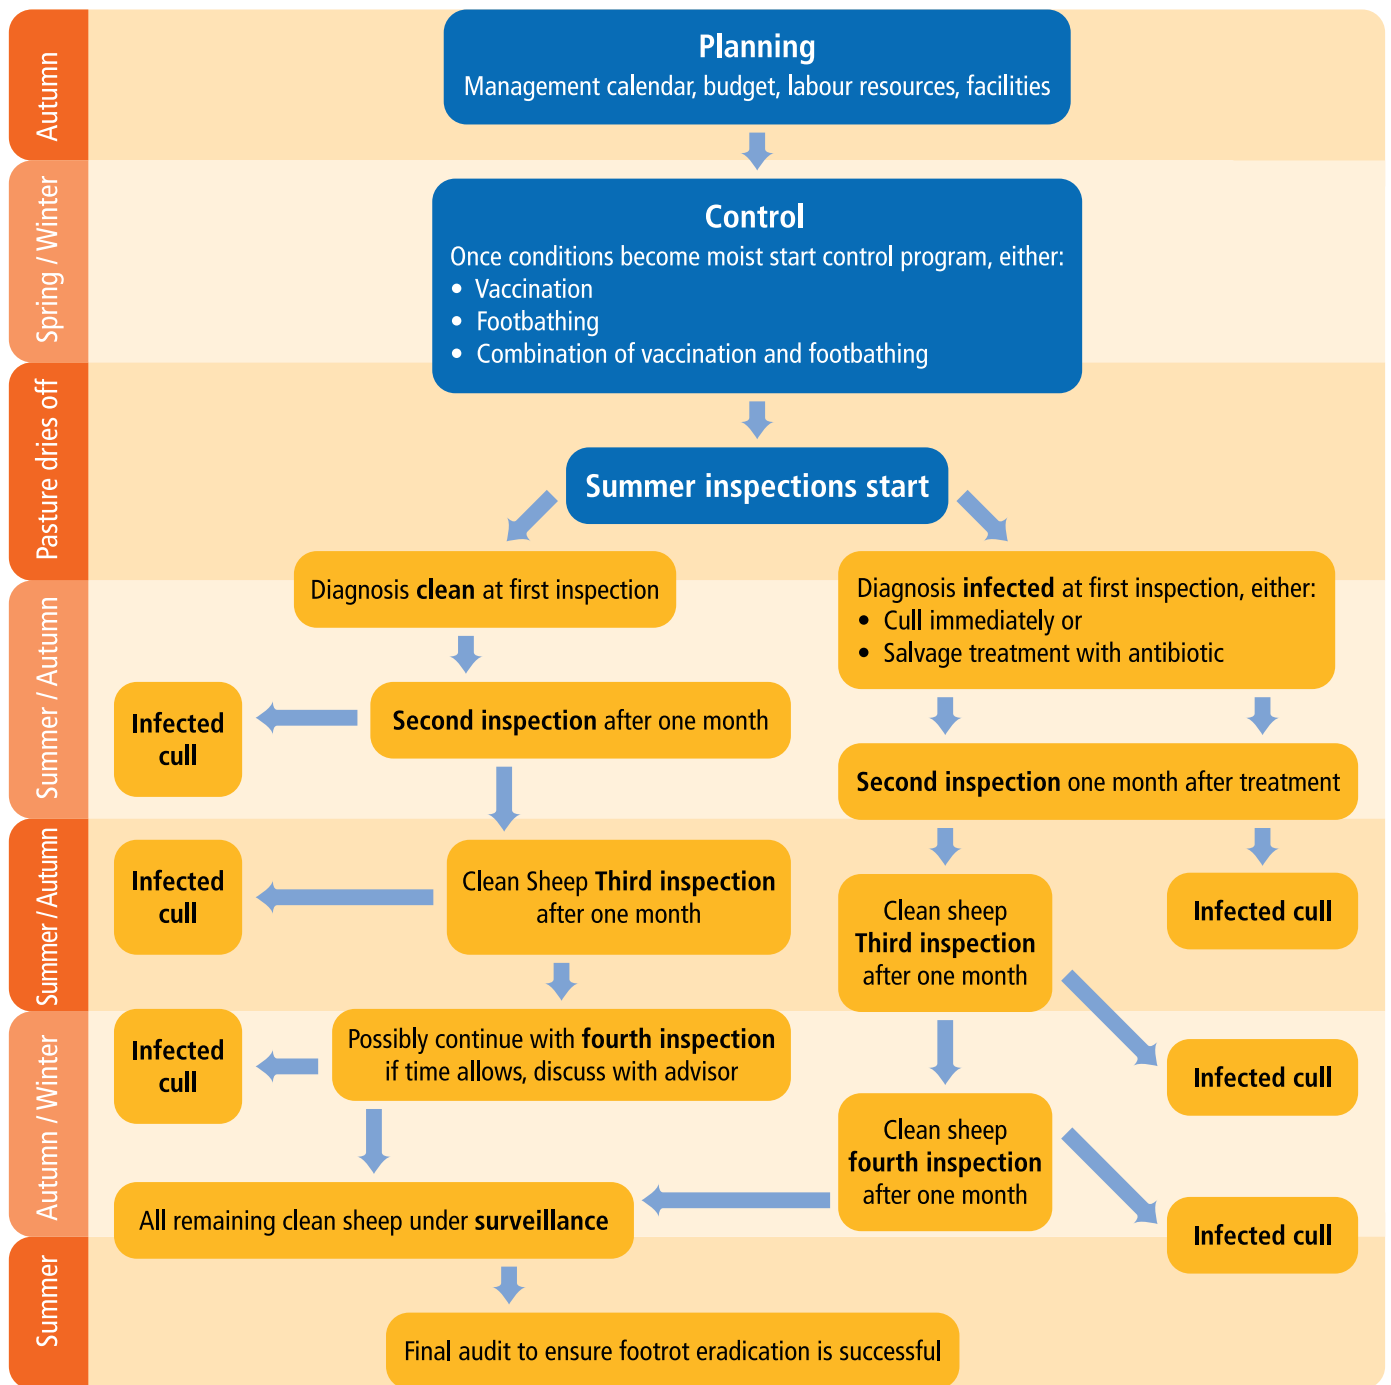 Autumn
Planning
Management calendar, budget, labour resources, facilities
Spring / Winter
Control
Once conditions become moist start control program, either:
• Vaccination
• Footbathing
• Combination of vaccination and footbathing
Pasture dries off
Summer inspections start
Diagnosis clean at first inspection
Diagnosis infected at first inspection, either:
• Cull immediately or
• Salvage treatment with antibiotic
Summer / Autumn
Infected
cull
Second inspection after one month
Second inspection one month after treatment
Summer / Autumn
Infected
cull
Clean Sheep Third inspection
after one month
Clean sheep
Third inspection
after one month
Infected cull
Autumn / Winter
Infected
cull
Possibly continue with fourth inspection
if time allows, discuss with advisor
Infected cull
Clean sheep
fourth inspection
after one month
All remaining clean sheep under surveillance
Infected cull
Summer
Final audit to ensure footrot eradication is successful